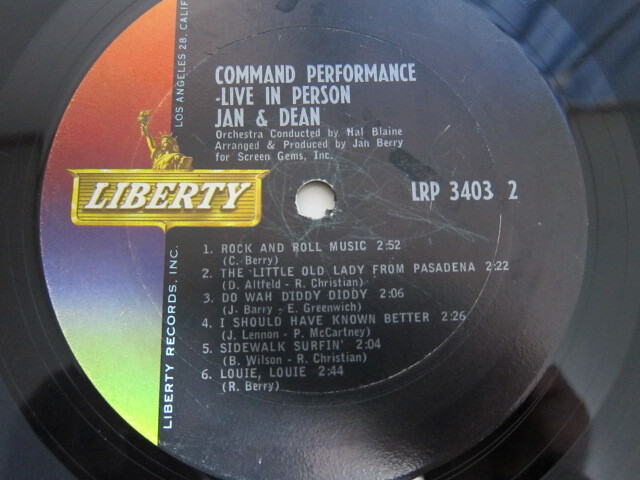 COMMAND PERFORMANCE
-LIVE IN PERSON
JAN & DEAN
Orchestra Conducted by Hal Blaine
Arranged & Produced by Jan Berry
for Screen Gems, Inc.
LIBERTY
LRP 3403 2
1. ROCK AND ROLL MUSIC 2:52
(C. Berry)
2. THE LITTLE OLD LADY FROM PASADENA 2:22
(D. Altfeld - R. Christian)
3. DO WAH DIDDY DIDDY 2:06
(J. Barry - E. Greenwich)
4. I SHOULD HAVE KNOWN BETTER 2:26
(J. Lennon - P. McCartney)
5. SIDEWALK SURFIN' 2:04
(B. Wilson - R. Christian)
6. LOUIE, LOUIE 2:44
(R. Berry)
LIBERTY RECORDS, INC.
LOS ANGELES 28, CALIF